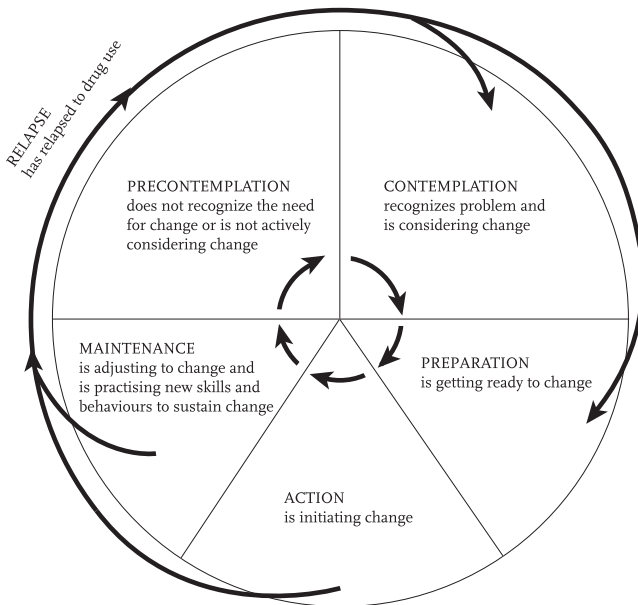 RELAPSE
has relapsed to drug use
PRECONTEMPLATION
does not recognize the need
for change or is not actively
considering change
CONTEMPLATION
recognizes problem and
is considering change
MAINTENANCE
is adjusting to change and
is practising new skills and
behaviours to sustain change
PREPARATION
is getting ready to change
ACTION
is initiating change